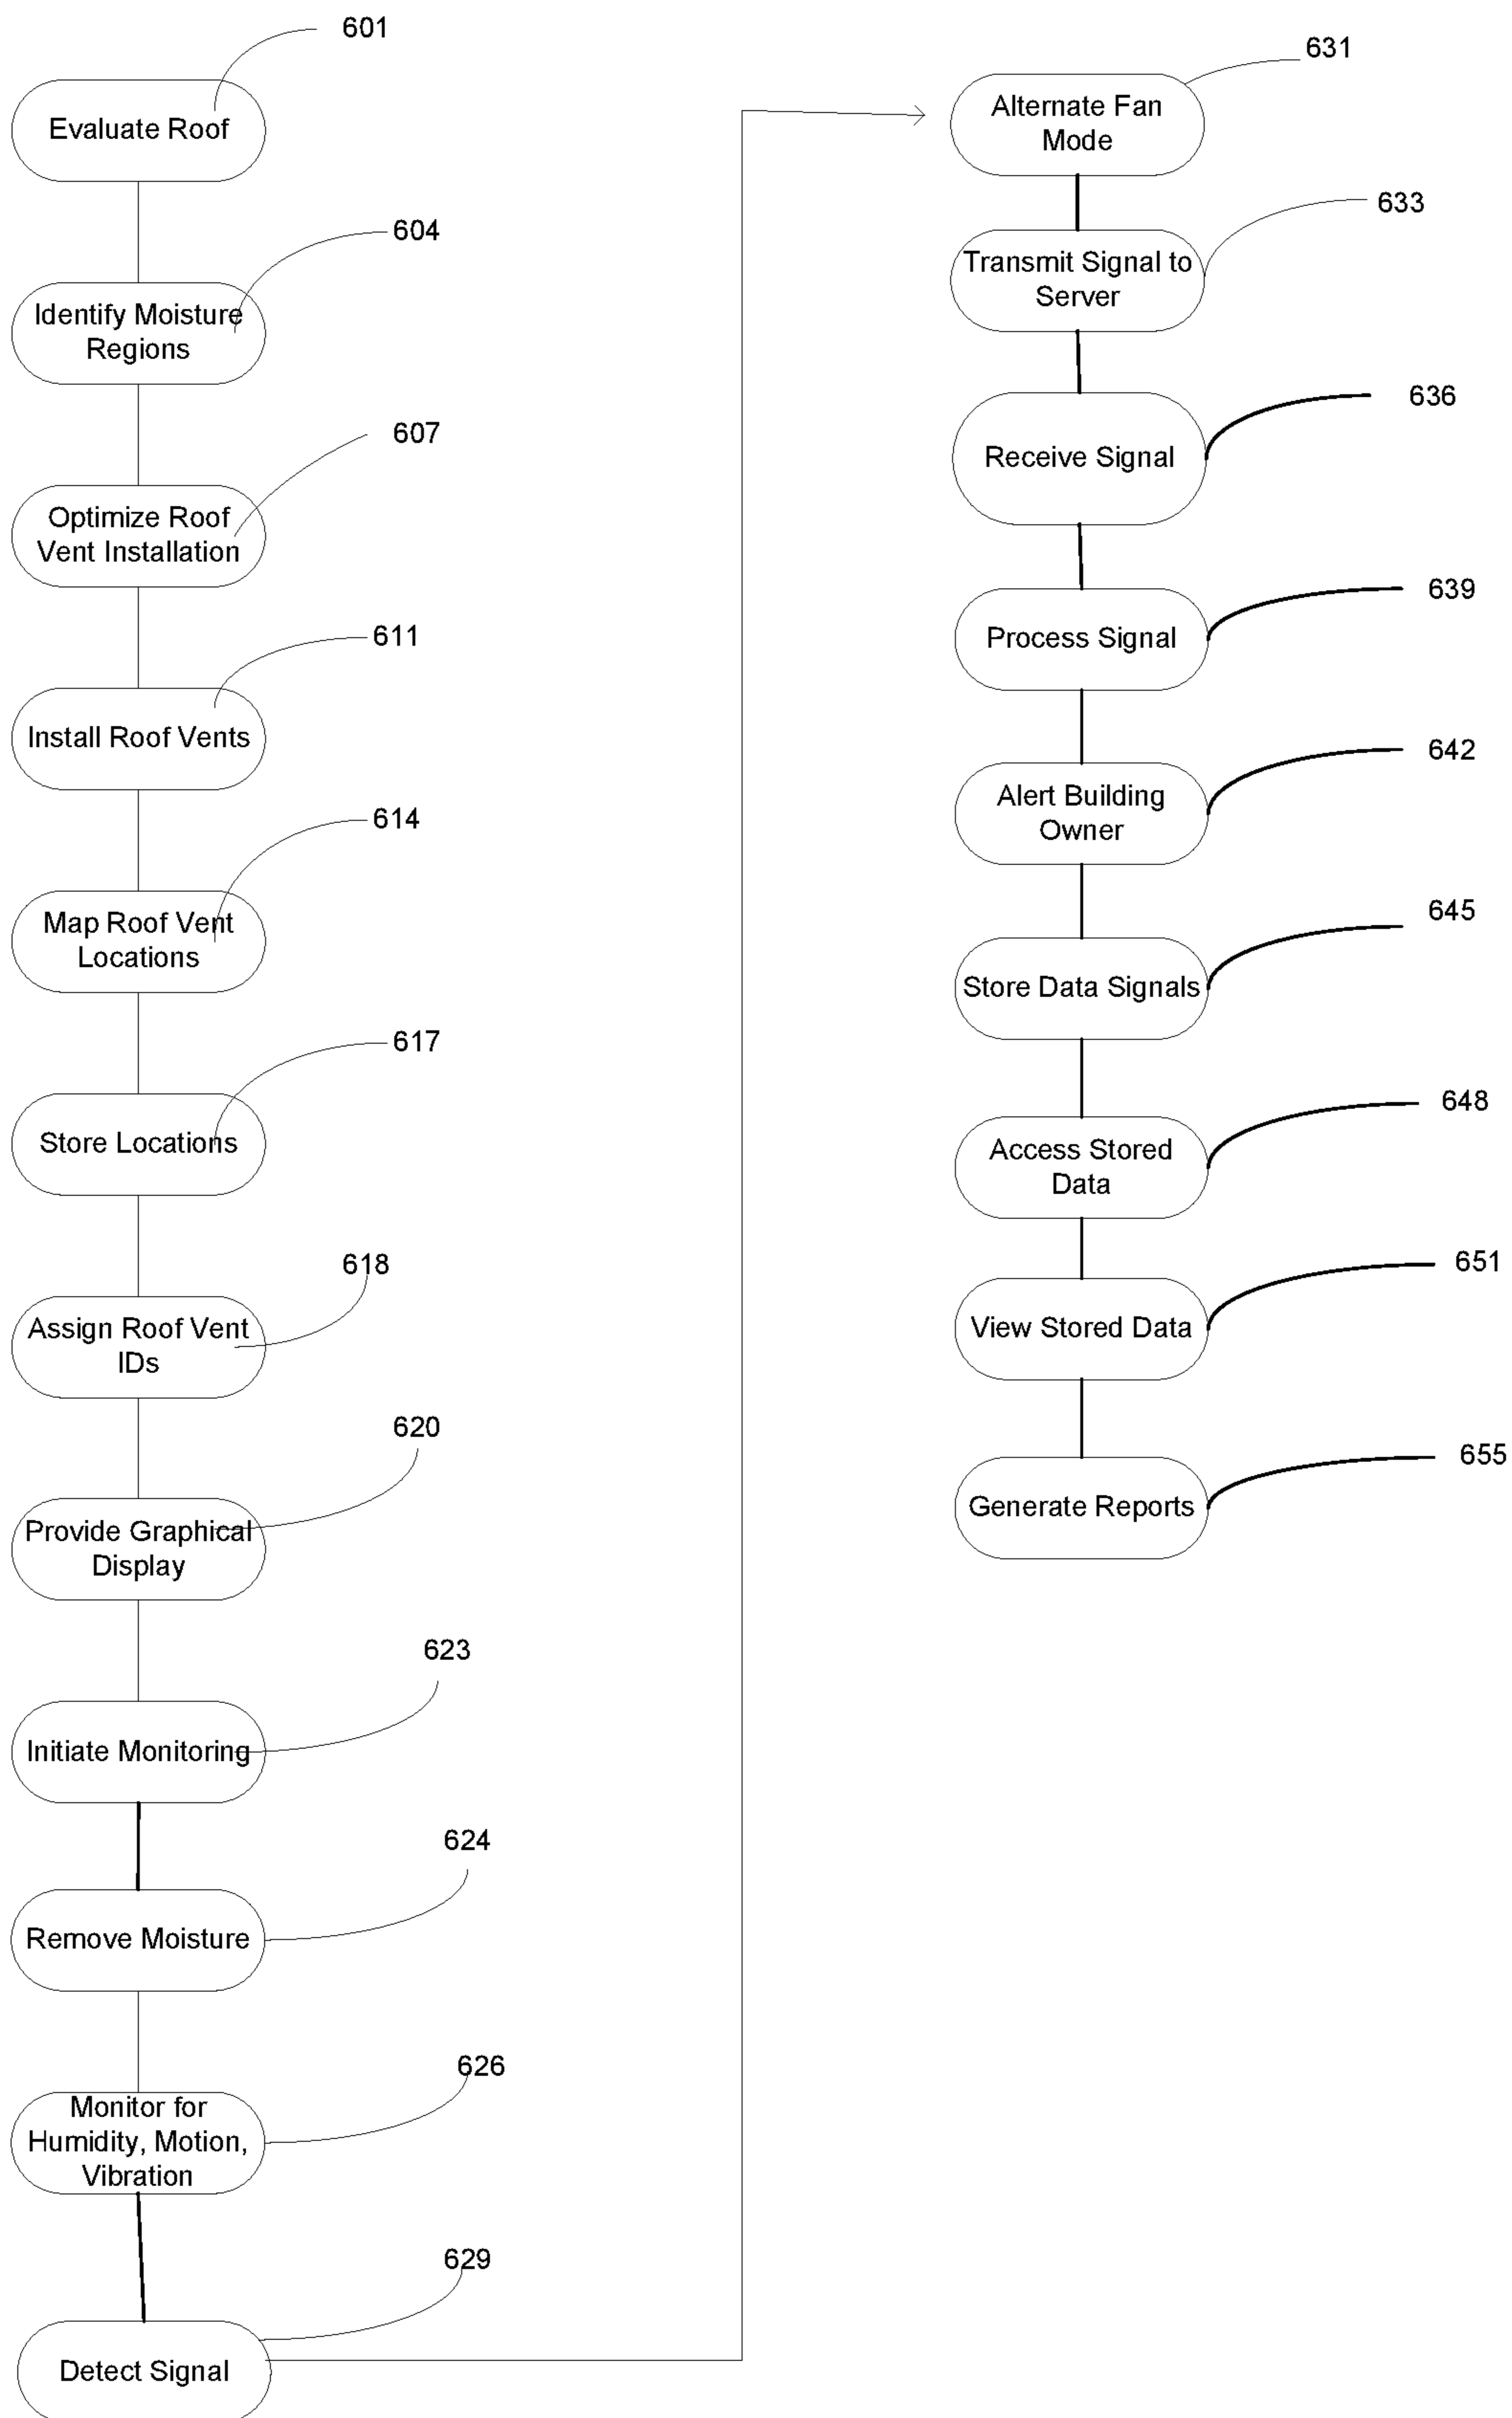 601
Evaluate Roof
604
Identify Moisture
Regions
607
Optimize Roof
Vent Installation
611
Install Roof Vents
614
Map Roof Vent
Locations
617
Store Locations
618
Assign Roof Vent
IDs
620
Provide Graphical
Display
623
Initiate Monitoring
624
Remove Moisture
626
Monitor for
Humidity, Motion,
Vibration
629
Detect Signal
631
Alternate Fan
Mode
633
Transmit Signal to
Server
636
Receive Signal
639
Process Signal
642
Alert Building
Owner
645
Store Data Signals
648
Access Stored
Data
651
View Stored Data
655
Generate Reports